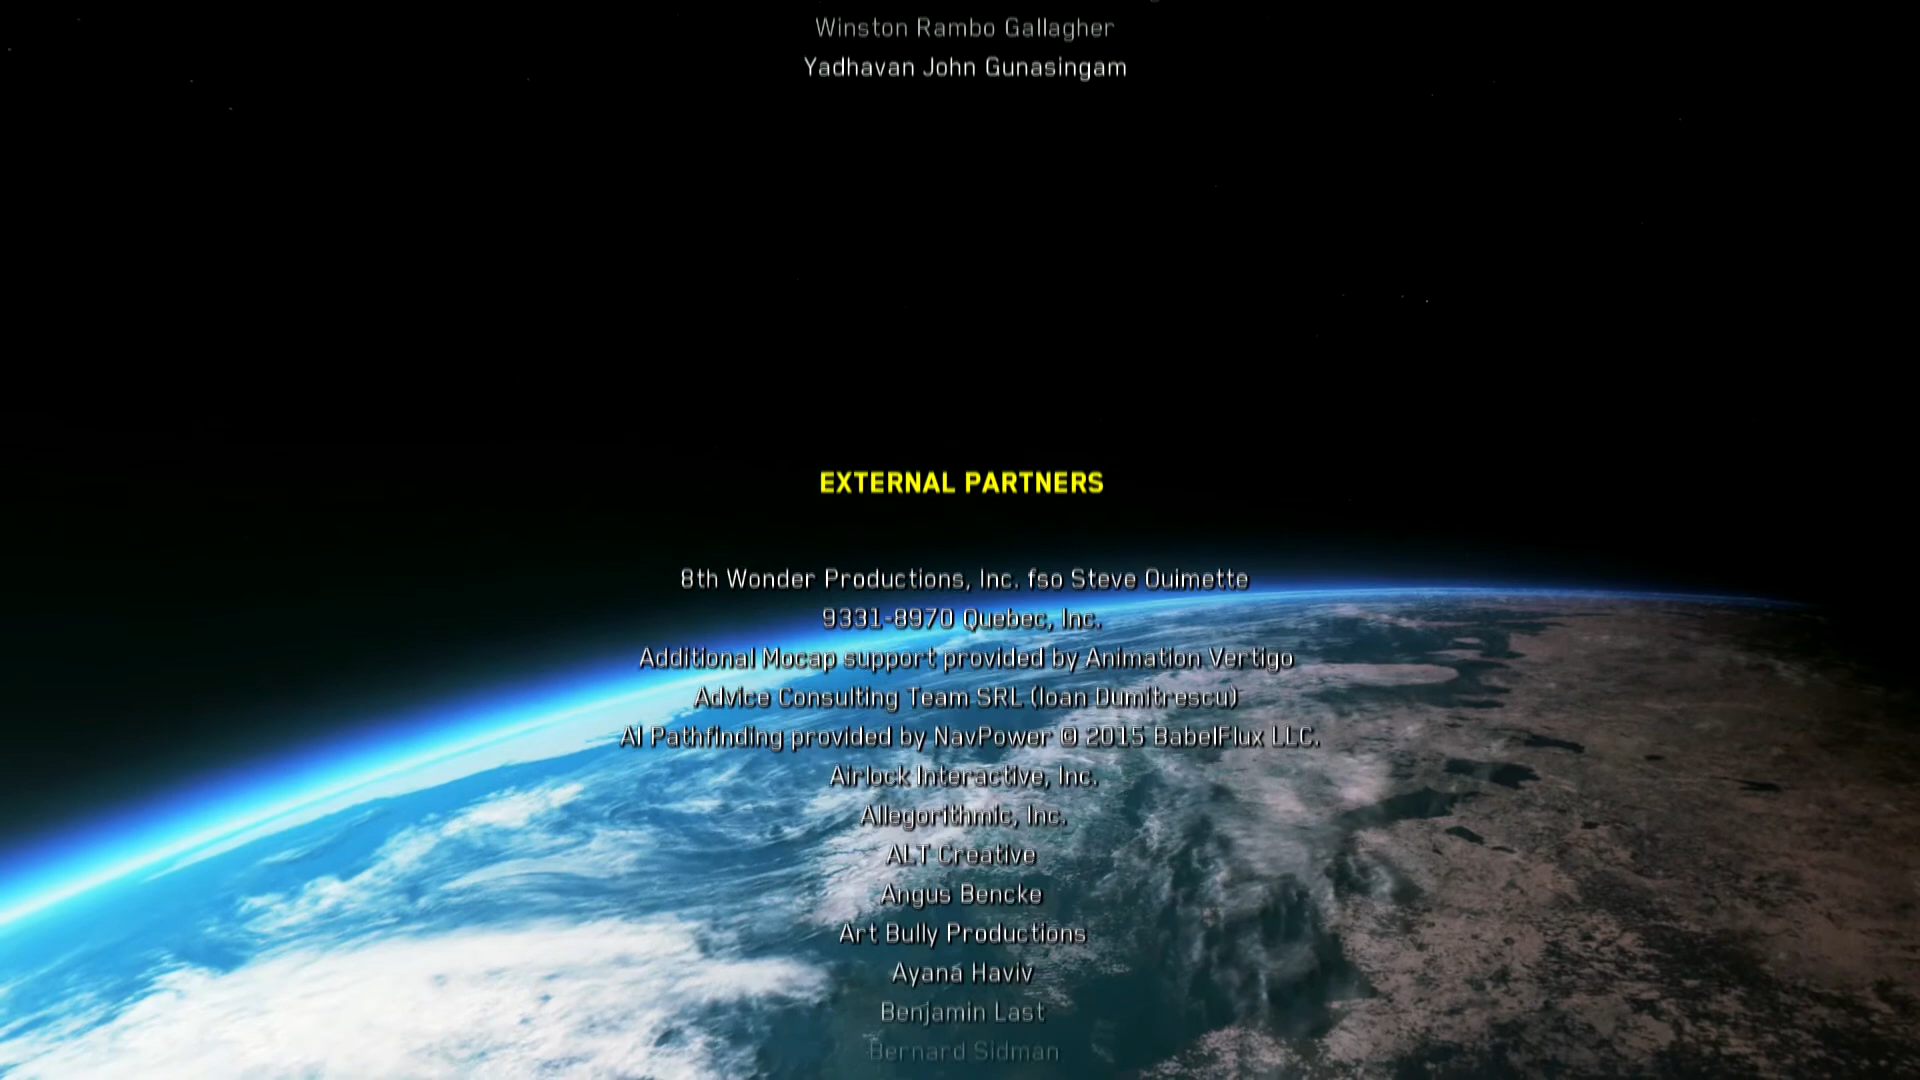 Winston Rambo Gallagher
Yadhavan John Gunasingam
EXTERNAL PARTNERS
8th Wonder Productions, Inc. fso Steve Ouimette
9331-8970 Quebec, Inc.
Additional Mocap support provided by Animation Vertigo
Advice Consulting Team SRL (Ioan Dumitrescu)
AI Pathfinding provided by NavPower © 2015 BabelFlux LLC.
Airlock Interactive, Inc.
Allegorithmic, Inc.
ALT Creative
Angus Bencke
Art Bully Productions
Ayana Haviv
Benjamin Last
Bernard Sidman